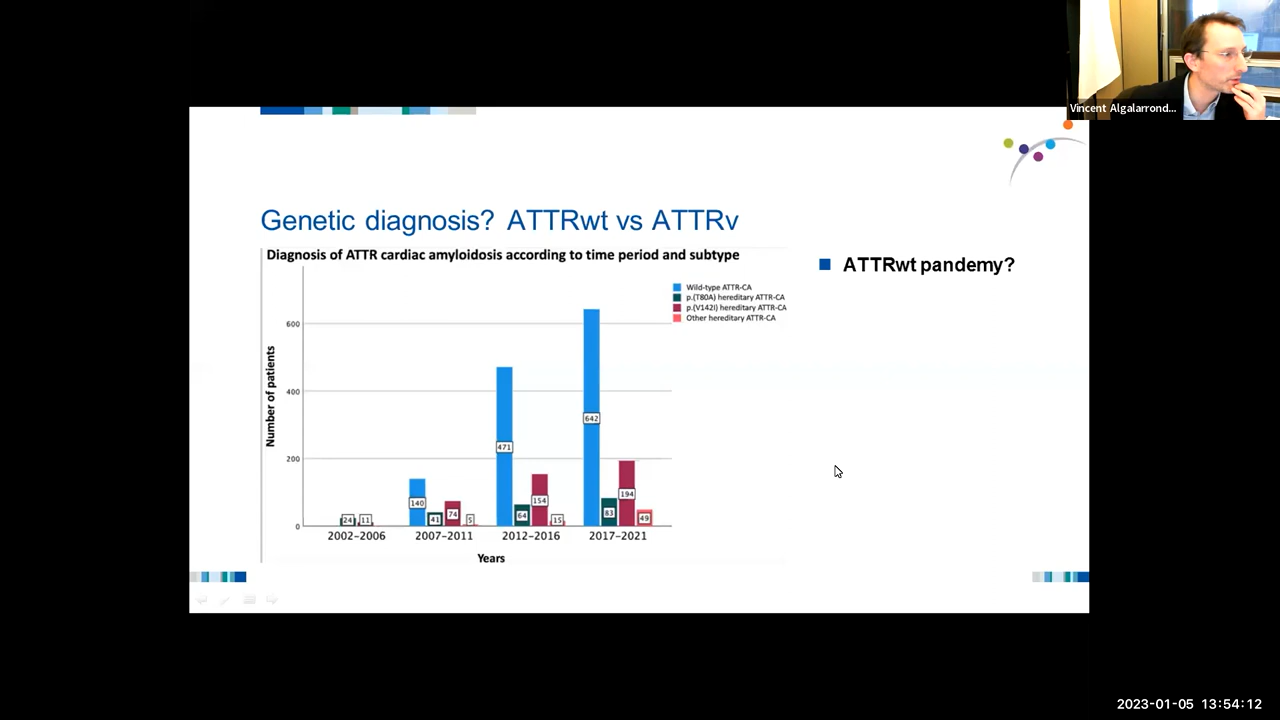 Vincent Algalarrond...
Genetic diagnosis? ATTRwt vs ATTRv
Diagnosis of ATTR cardiac amyloidosis according to time period and subtype
ATTRwt pandemy?
Wild-type ATTR-CA
p.(T80A) hereditary ATTR-CA
p.(V142I) hereditary ATTR-CA
Other hereditary ATTR-CA
Number of patients
600
400
200
0
24 11
140 41 74 5
471 64 154 15
642 83 194 49
2002–2006 2007–2011 2012–2016 2017–2021
Years
2023-01-05 13:54:12